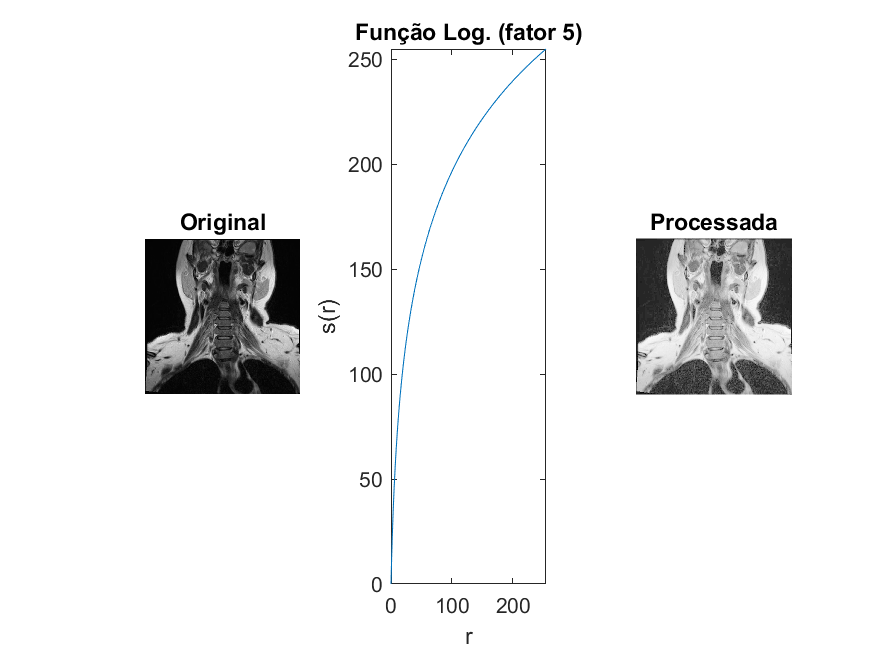 Original
Função Log. (fator 5)
250
200
150
100
50
0
s(r)
0 100 200
r
Processada